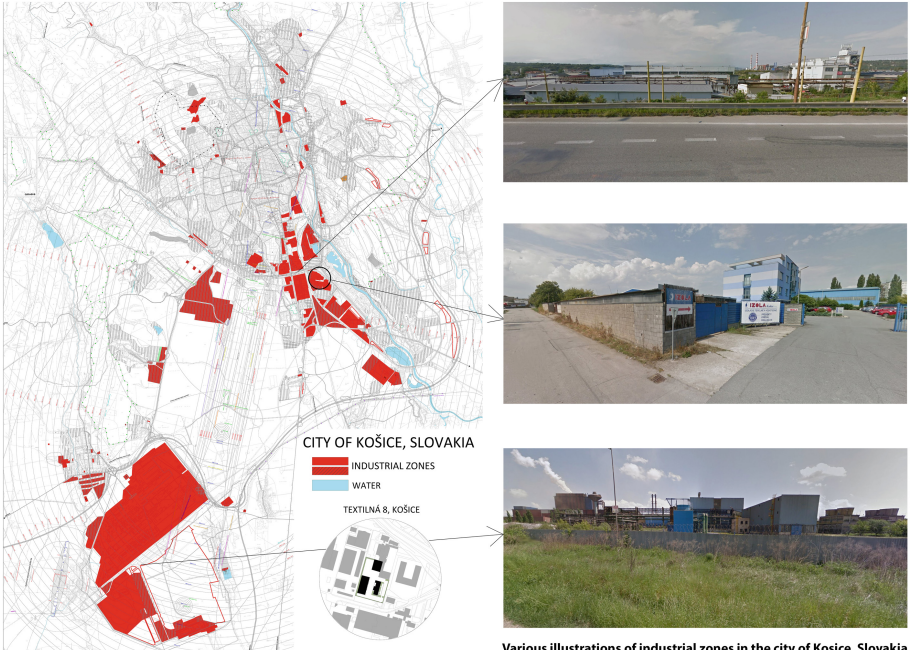 CITY OF KOŠICE, SLOVAKIA
INDUSTRIAL ZONES
WATER
TEXTILNÁ 8, KOŠICE
IZOLA
Various illustrations of industrial zones in the city of Kosice, Slovakia